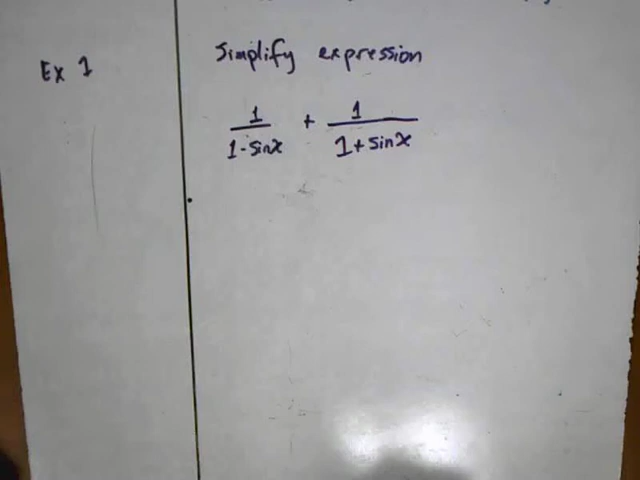 Ex 1
Simplify expression
1/(1-sinx) + 1/(1+sinx)